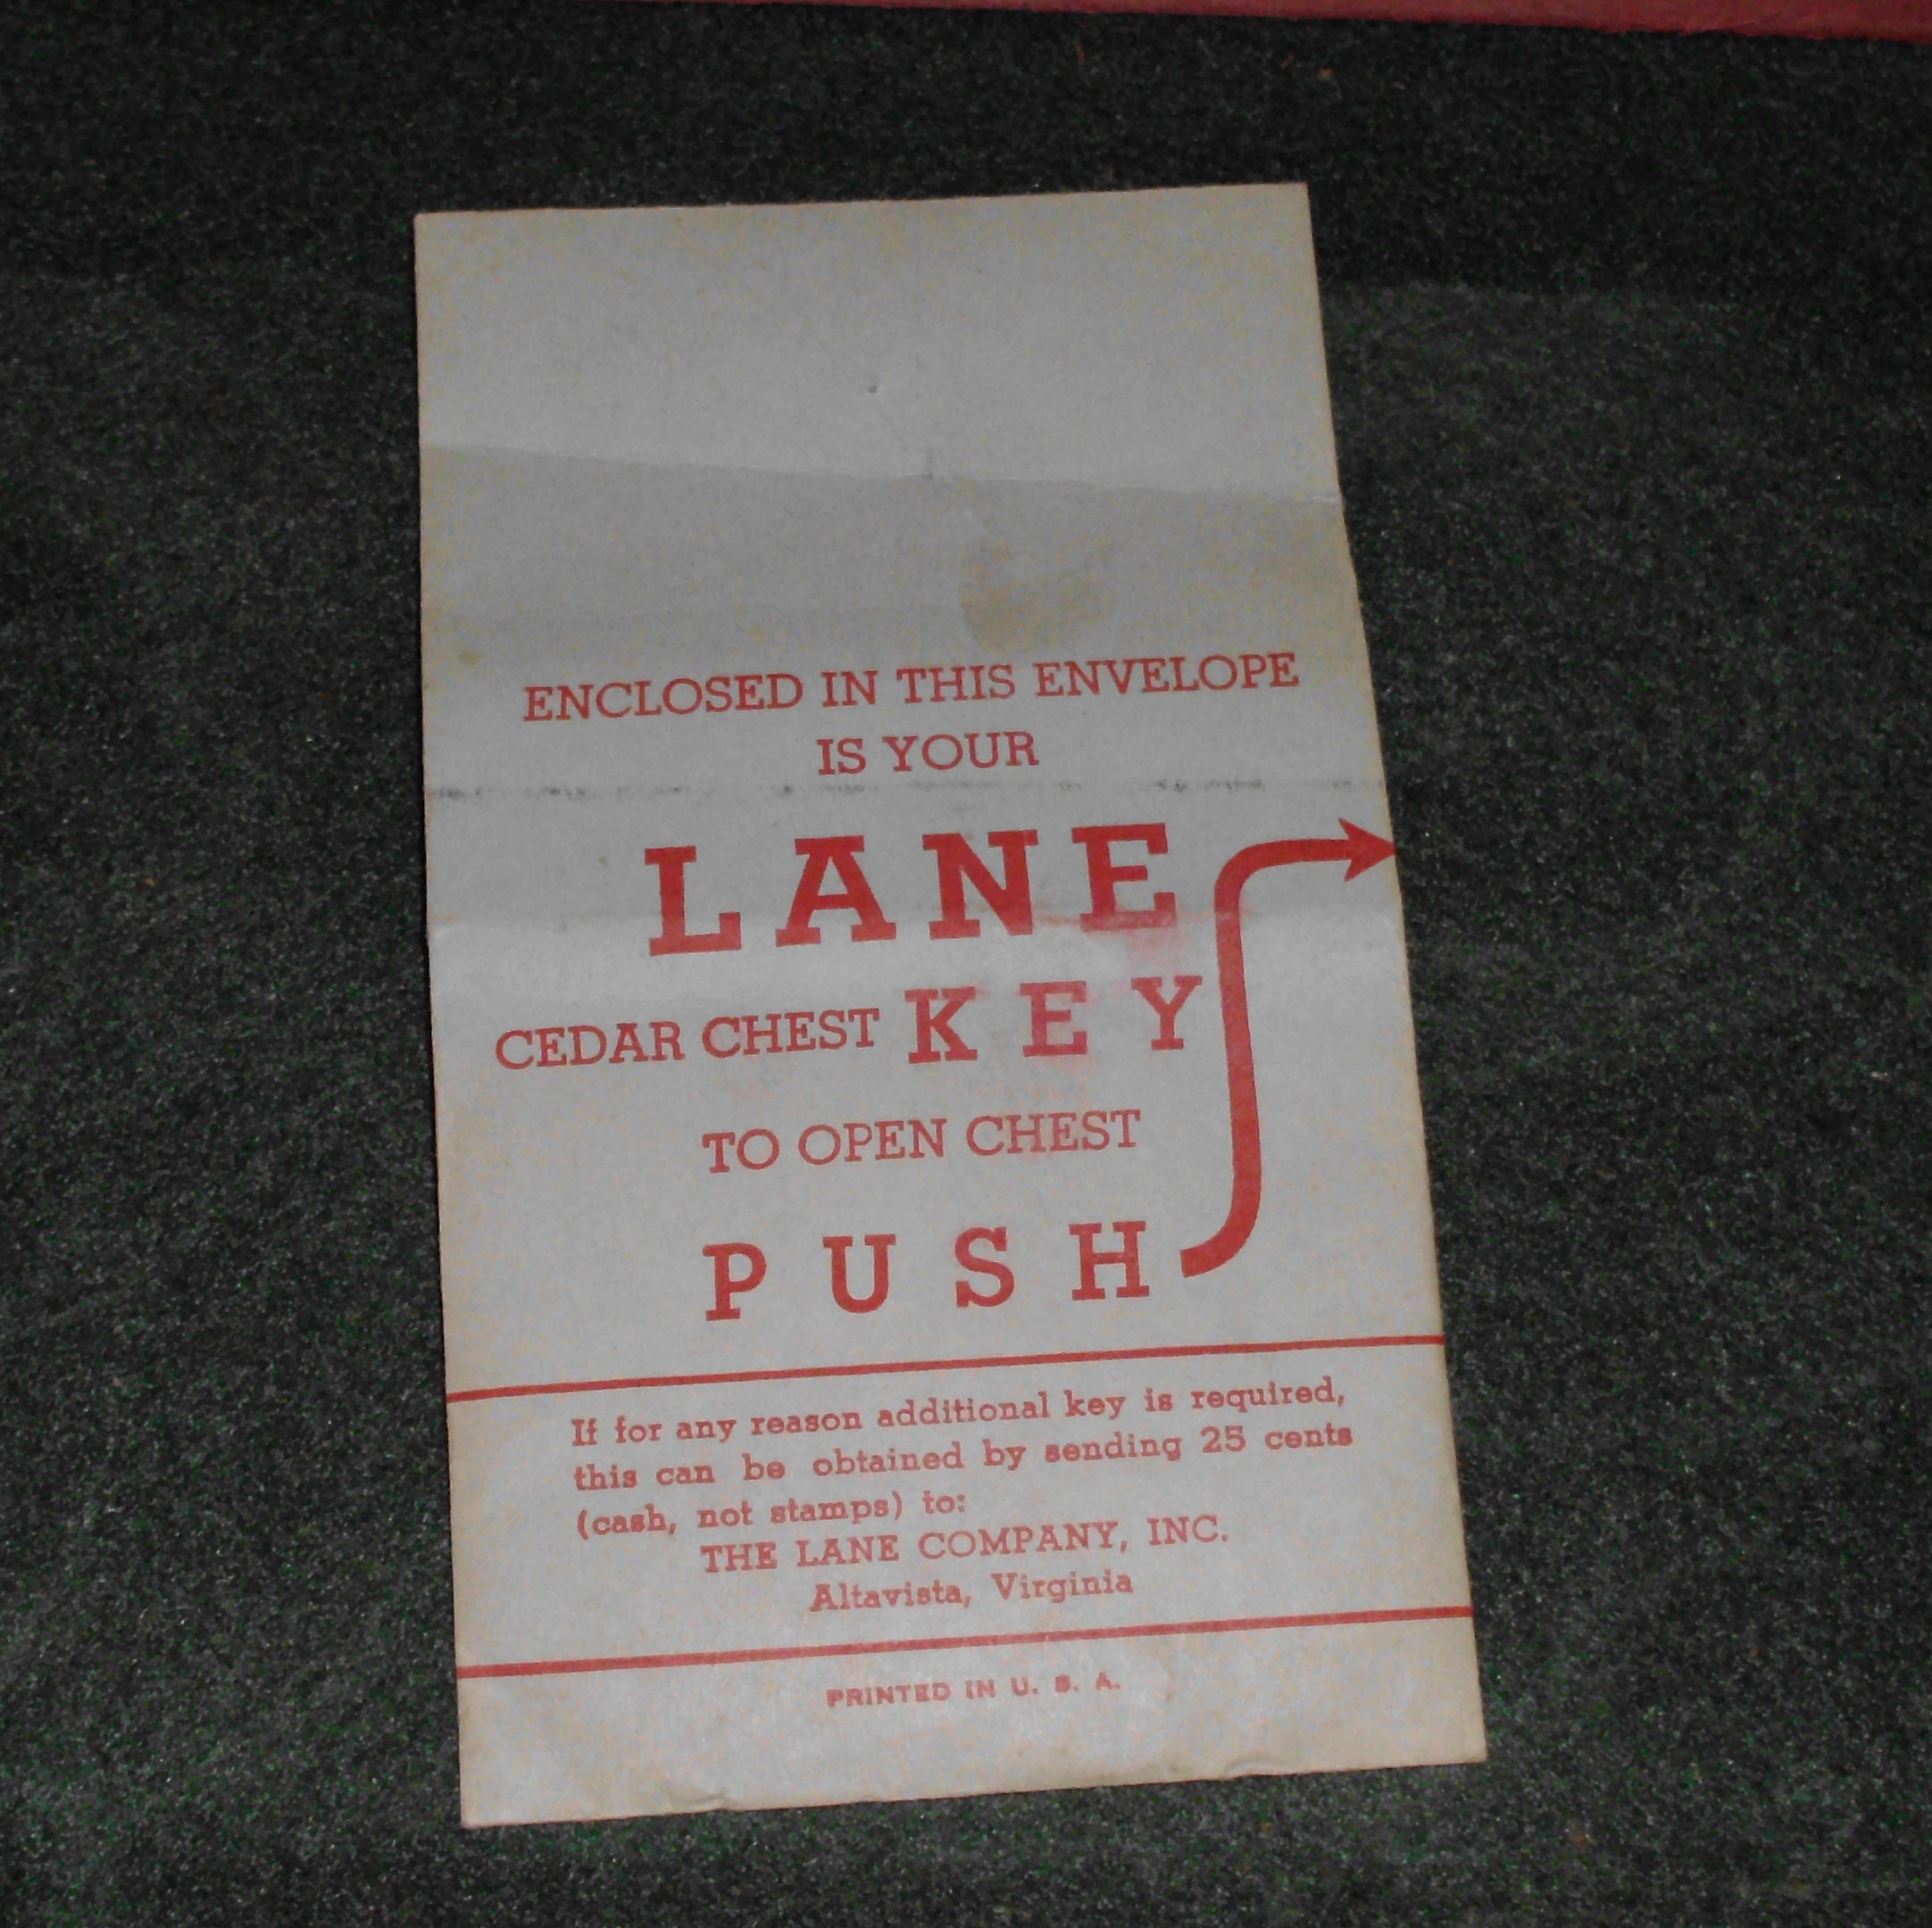 ENCLOSED IN THIS ENVELOPE
IS YOUR
LANE
CEDAR CHEST KEY
TO OPEN CHEST
PUSH
If for any reason additional key is required,
this can be obtained by sending 25 cents
(cash, not stamps) to:
THE LANE COMPANY, INC.
Altavista, Virginia
PRINTED IN U. S. A.